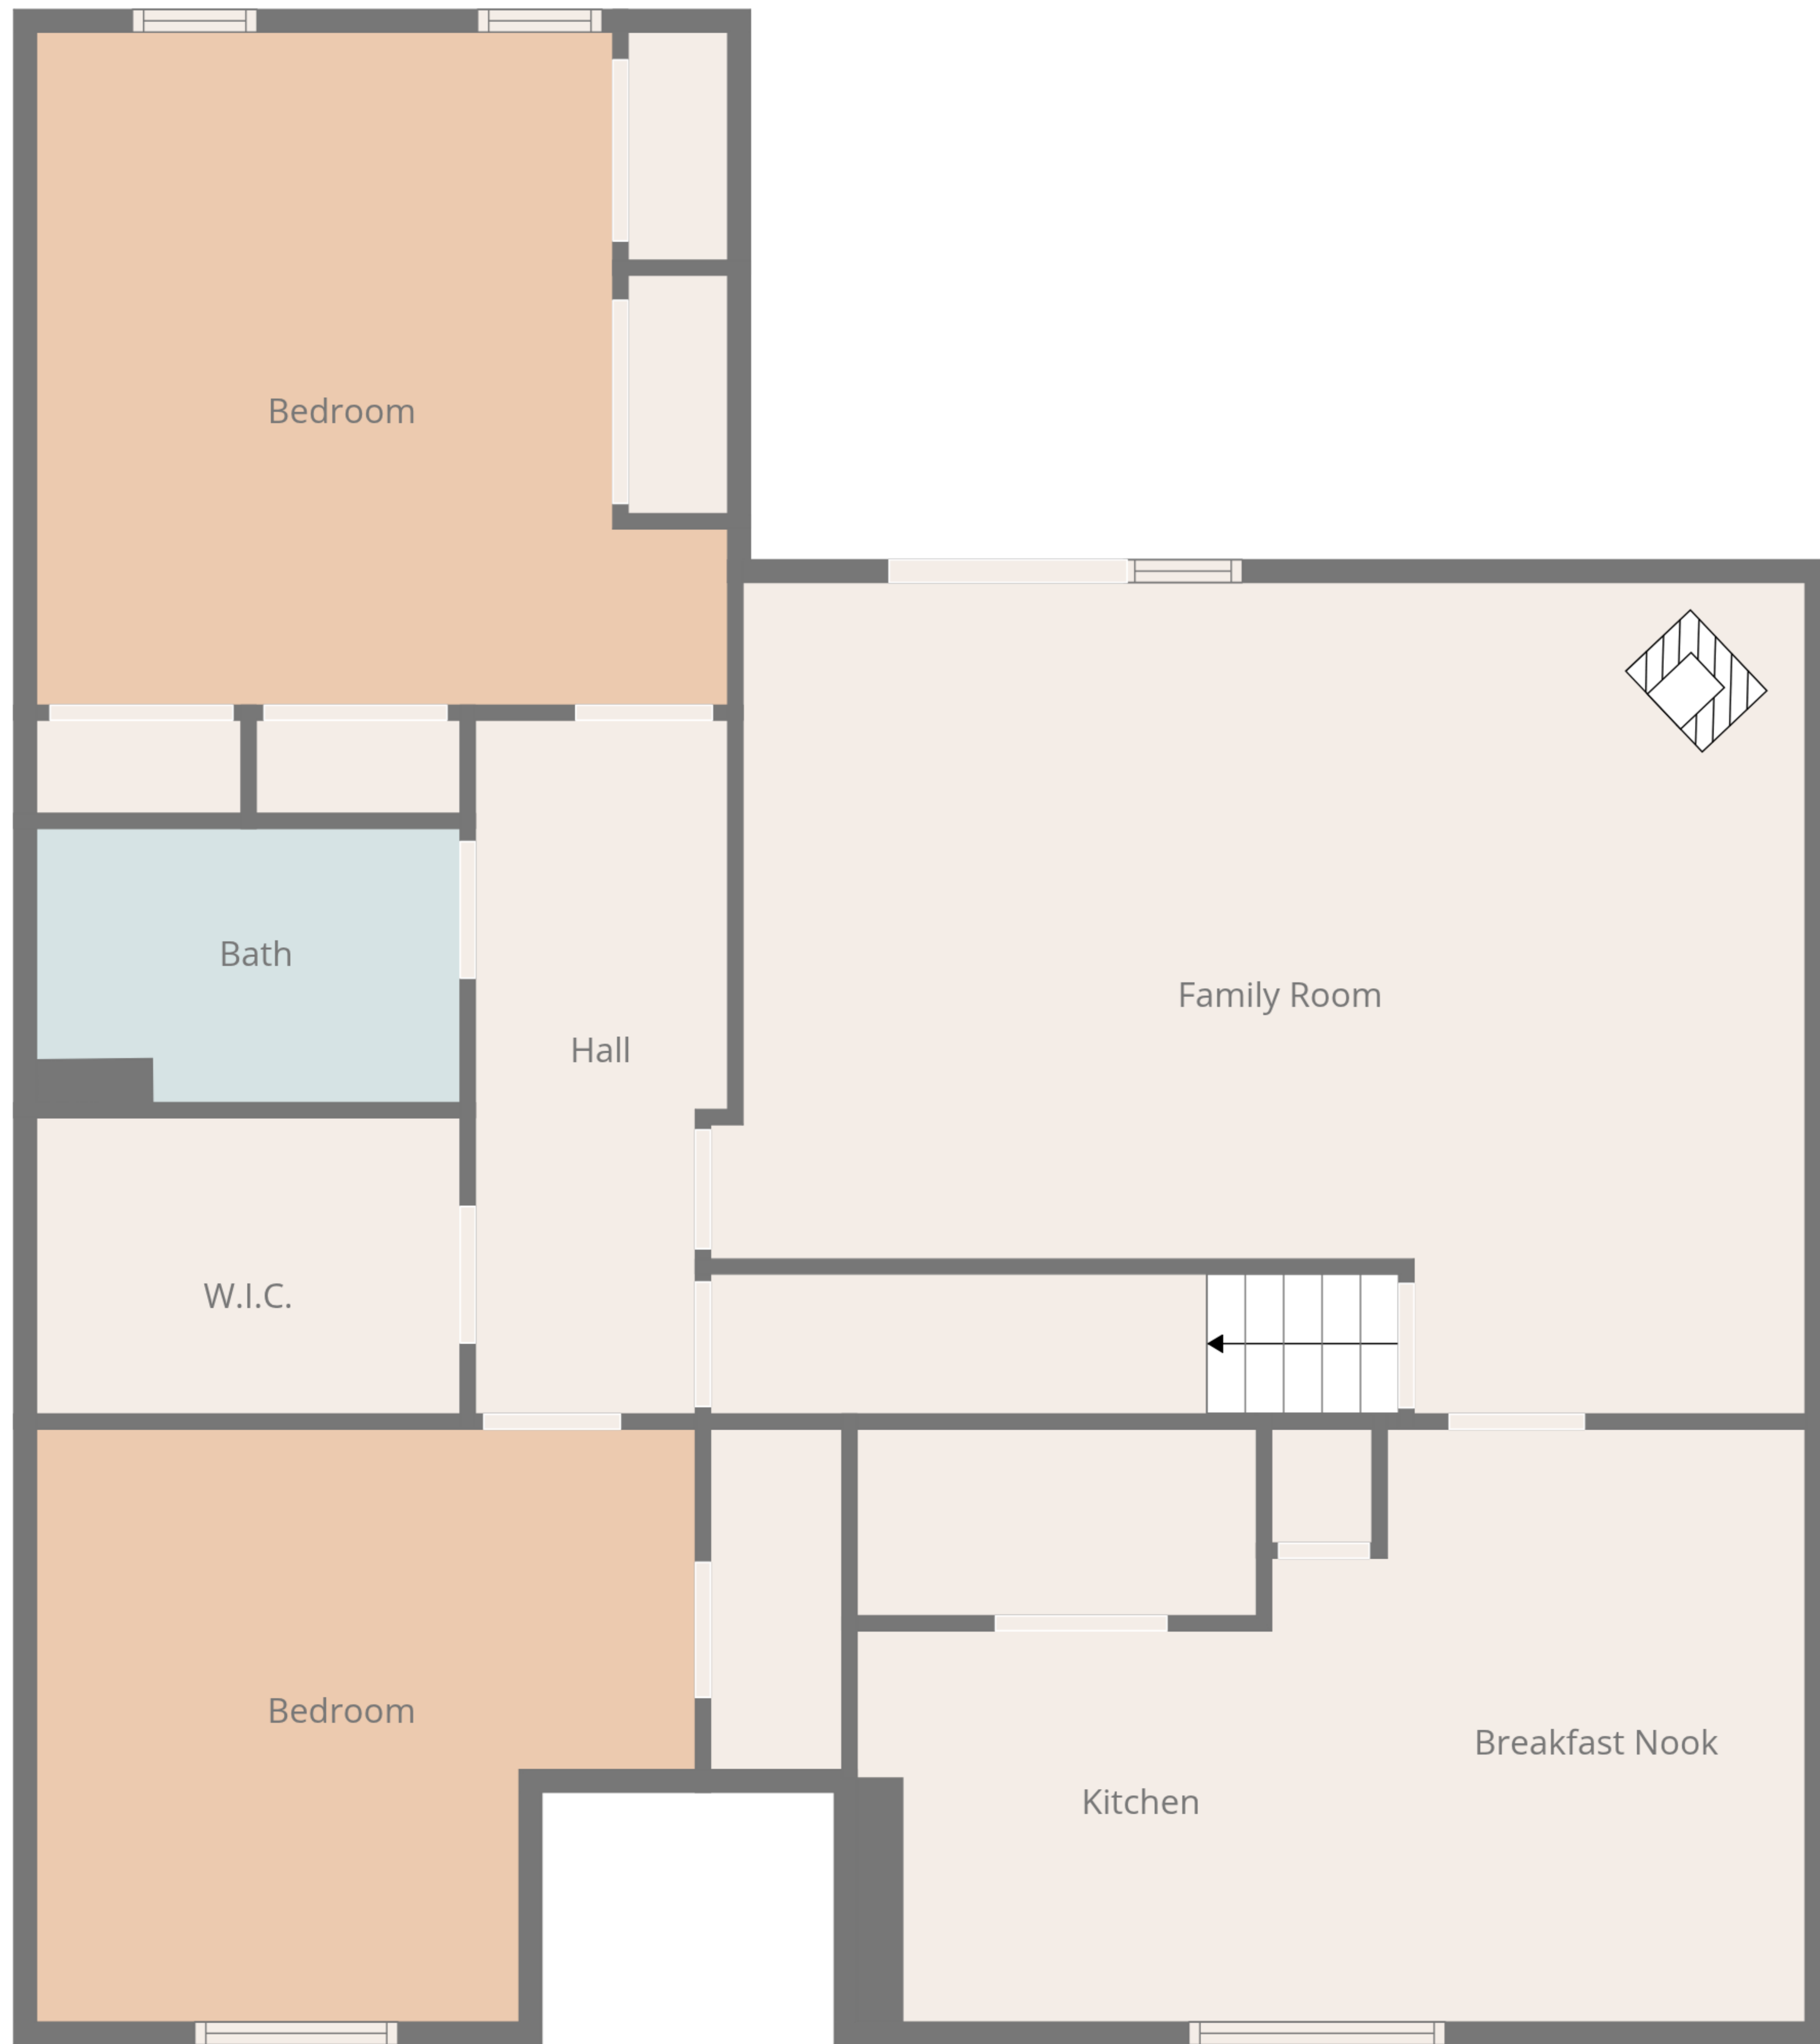 Bedroom
Bath
Family Room
Hall
W.I.C.
Bedroom
Breakfast Nook
Kitchen